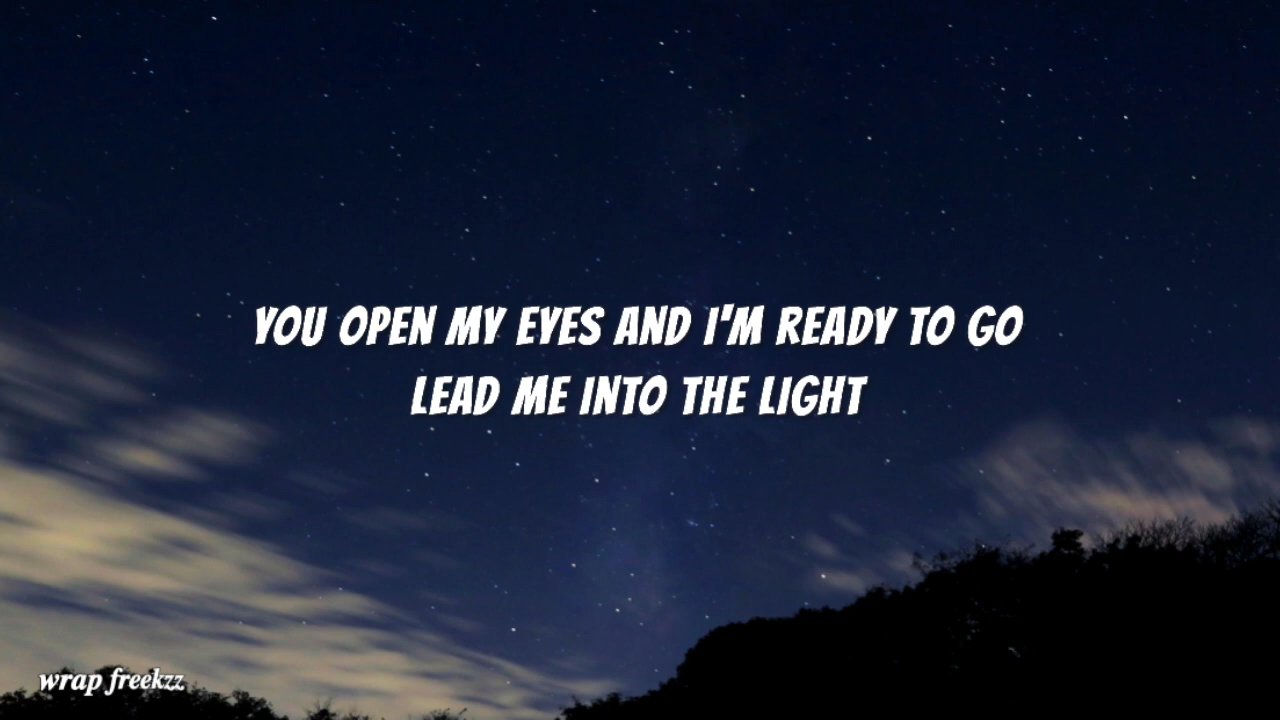 YOU OPEN MY EYES AND I'M READY TO GO
LEAD ME INTO THE LIGHT
wrap freekzz